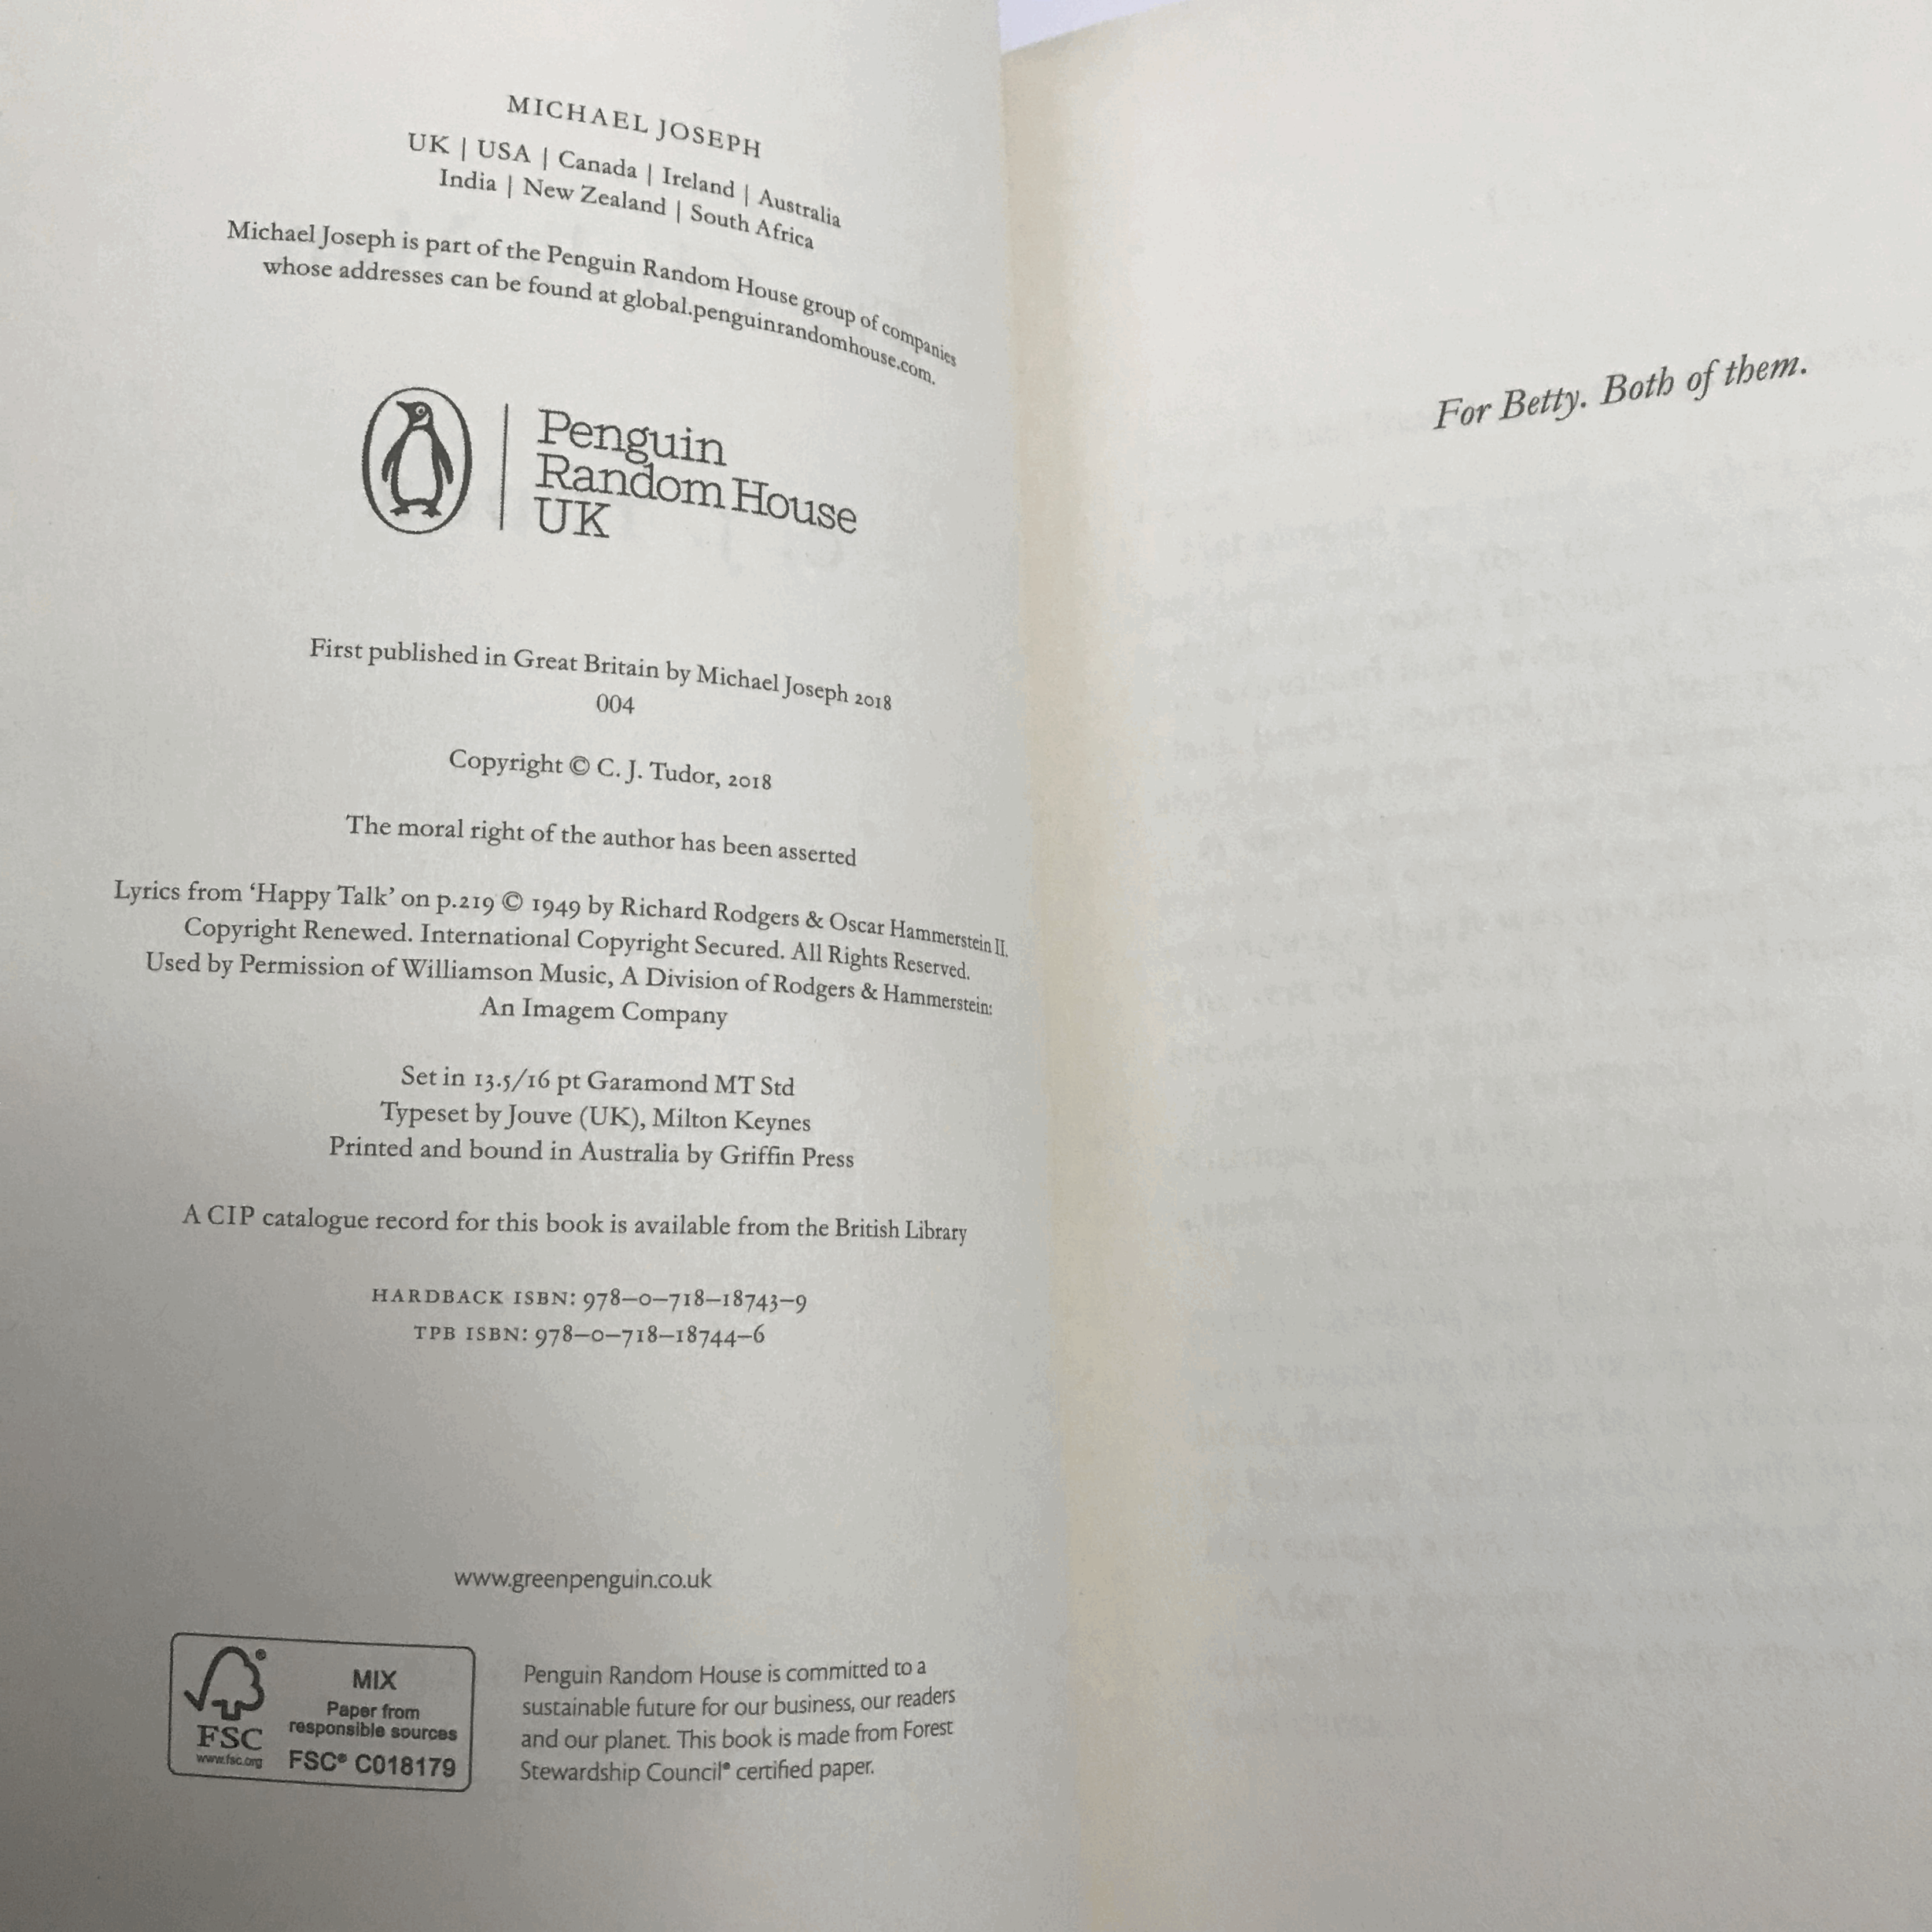 MICHAEL JOSEPH
UK | USA | Canada | Ireland | Australia
India | New Zealand | South Africa
Michael Joseph is part of the Penguin Random House group of companies
whose addresses can be found at global.penguinrandomhouse.com.
Penguin
Random House
UK
First published in Great Britain by Michael Joseph 2018
004
Copyright © C. J. Tudor, 2018
The moral right of the author has been asserted
Lyrics from ‘Happy Talk’ on p.219 © 1949 by Richard Rodgers & Oscar Hammerstein II.
Copyright Renewed. International Copyright Secured. All Rights Reserved.
Used by Permission of Williamson Music, A Division of Rodgers & Hammerstein:
An Imagem Company
Set in 13.5/16 pt Garamond MT Std
Typeset by Jouve (UK), Milton Keynes
Printed and bound in Australia by Griffin Press
A CIP catalogue record for this book is available from the British Library
HARDBACK ISBN: 978–0–718–18743–9
TPB ISBN: 978–0–718–18744–6
www.greenpenguin.co.uk
FSC
www.fsc.org
MIX
Paper from
responsible sources
FSC® C018179
Penguin Random House is committed to a
sustainable future for our business, our readers
and our planet. This book is made from Forest
Stewardship Council® certified paper.
For Betty. Both of them.